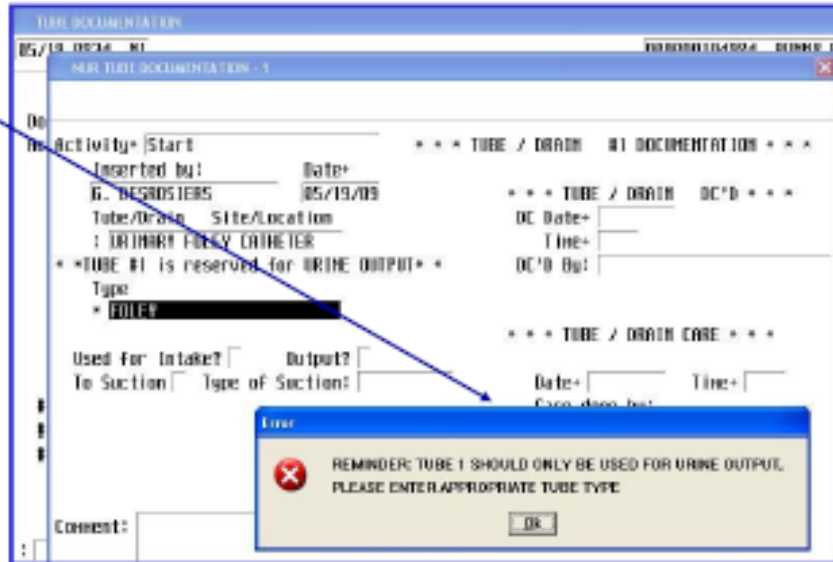 TUBE DOCUMENTATION
NUR TUBE DOCUMENTATION - 1
Activity+ Start * * * TUBE / DRAIN #1 DOCUMENTATION * * *
Inserted by: Date+
G. DESROSIERS 05/19/09 * * * TUBE / DRAIN DC'D * * *
Tube/Drain Site/Location DC Date+
: URINARY FOLEY CATHETER Time+
* *TUBE #1 is reserved for URINE OUTPUT* * DC'D By:
Type
* FOLEY
* * * TUBE / DRAIN CARE * * *
Used for Intake? Output?
To Suction Type of Suction: Date+ Time+
Care done by:
Error
REMINDER: TUBE 1 SHOULD ONLY BE USED FOR URINE OUTPUT.
PLEASE ENTER APPROPRIATE TUBE TYPE
Ok
Comment: